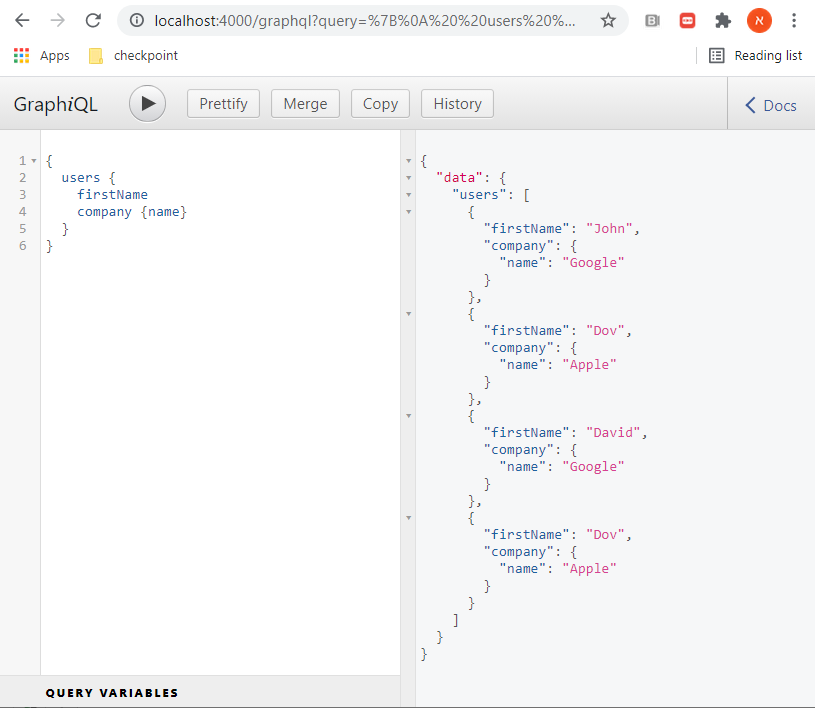 localhost:4000/graphql?query=%7B%0A%20%20users%20%...
א
Apps checkpoint Reading list
GraphiQL Prettify Merge Copy History Docs
1 {
2 users {
3 firstName
4 company {name}
5 }
6 }
{
"data": {
"users": [
{
"firstName": "John",
"company": {
"name": "Google"
}
},
{
"firstName": "Dov",
"company": {
"name": "Apple"
}
},
{
"firstName": "David",
"company": {
"name": "Google"
}
},
{
"firstName": "Dov",
"company": {
"name": "Apple"
}
}
]
}
}
QUERY VARIABLES